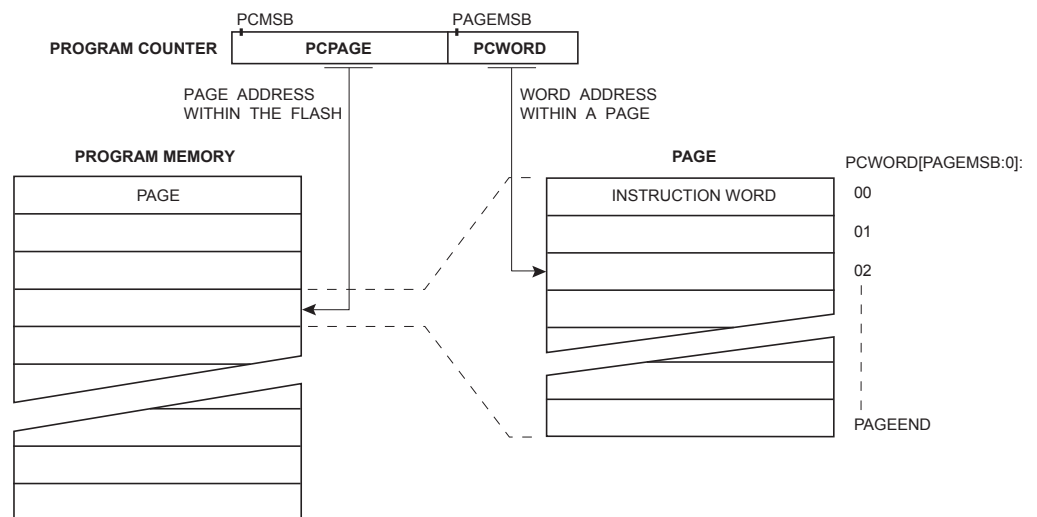 PCMSB PAGEMSB
PROGRAM COUNTER PCPAGE PCWORD
PAGE ADDRESS
WITHIN THE FLASH
WORD ADDRESS
WITHIN A PAGE
PROGRAM MEMORY
PAGE
PAGE
INSTRUCTION WORD
PCWORD[PAGEMSB:0]:
00
01
02
PAGEEND